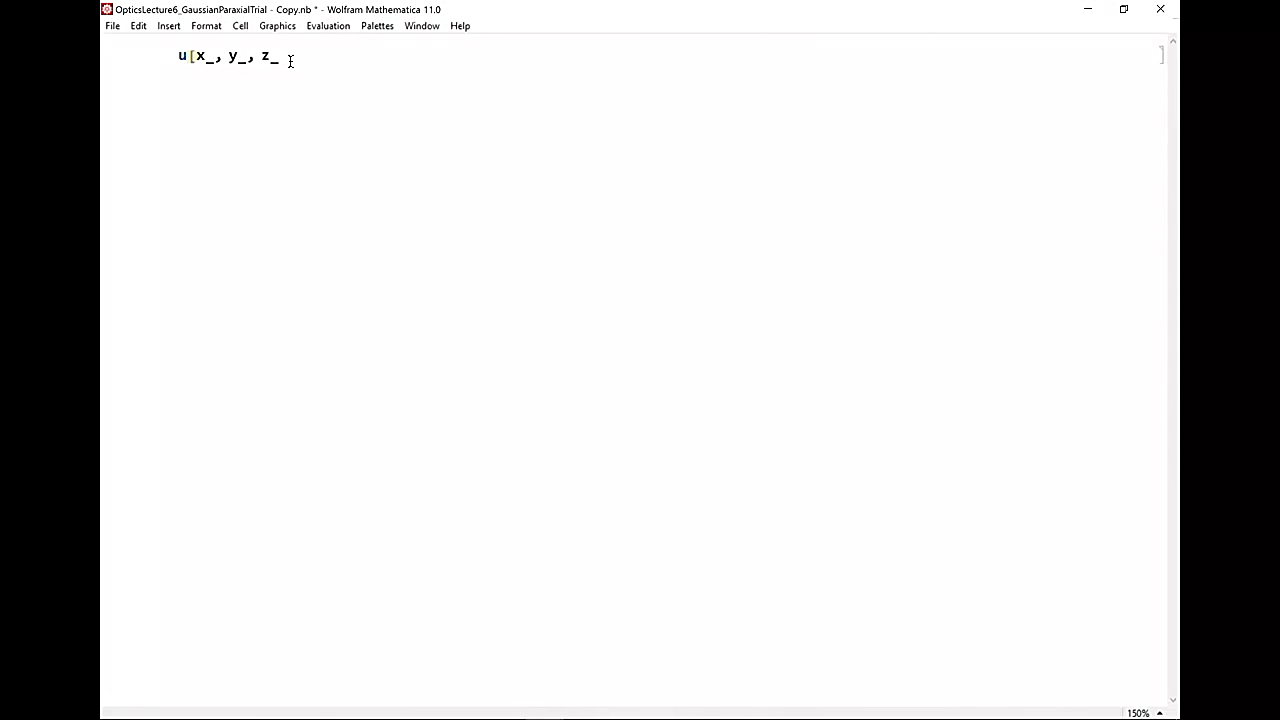 OpticsLecture6_GaussianParaxialTrial - Copy.nb * - Wolfram Mathematica 11.0
File Edit Insert Format Cell Graphics Evaluation Palettes Window Help
u[x_, y_, z_
150%